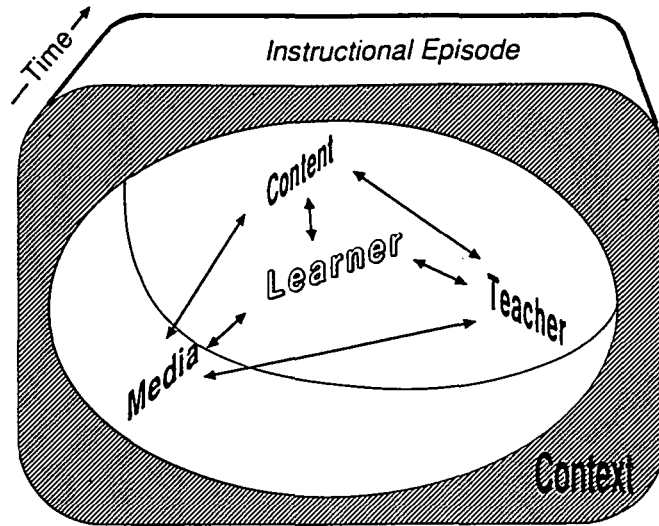 Time
Instructional Episode
Content
Learner
Teacher
Media
Context